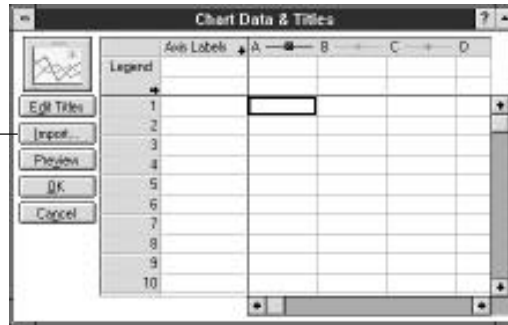 Chart Data & Titles ?
Axis Labels A B C D
Legend
Edit Titles
Import...
Preview
OK
Cancel
1
2
3
4
5
6
7
8
9
10